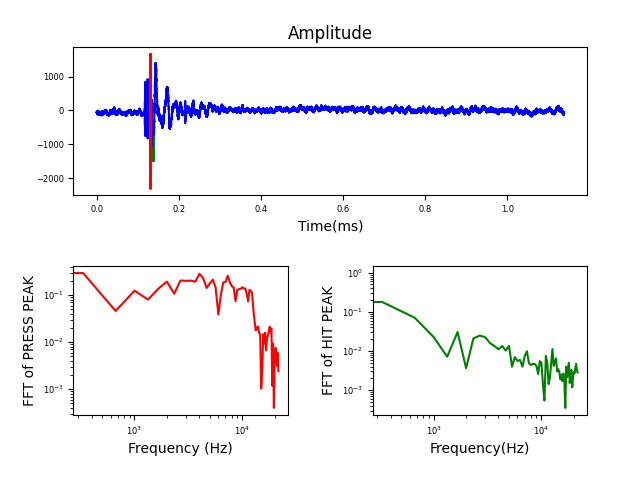 Amplitude
1000
0
−1000
−2000
0.0 0.2 0.4 0.6 0.8 1.0
Time(ms)
FFT of PRESS PEAK
10⁻¹
10⁻²
10⁻³
10³ 10⁴
Frequency (Hz)
FFT of HIT PEAK
10⁰
10⁻¹
10⁻²
10⁻³
10³ 10⁴
Frequency(Hz)